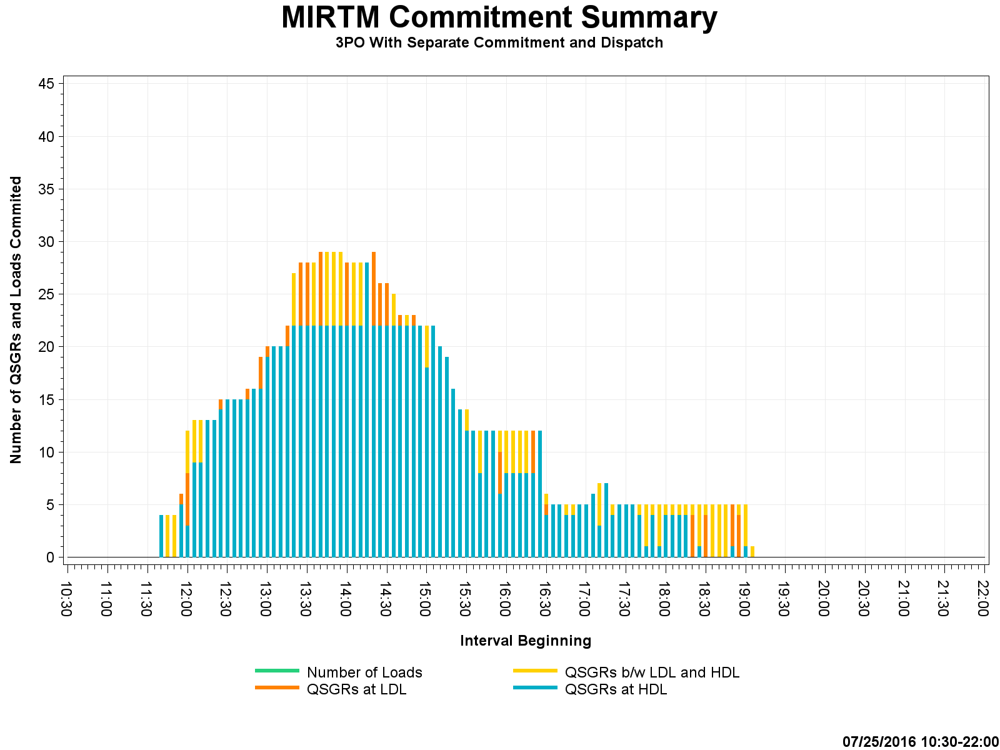 MIRTM Commitment Summary
3PO With Separate Commitment and Dispatch
Number of QSGRs and Loads Commited
45
40
35
30
25
20
15
10
5
0
10:30 11:00 11:30 12:00 12:30 13:00 13:30 14:00 14:30 15:00 15:30 16:00 16:30 17:00 17:30 18:00 18:30 19:00 19:30 20:00 20:30 21:00 21:30 22:00
Interval Beginning
Number of Loads QSGRs b/w LDL and HDL
QSGRs at LDL QSGRs at HDL
07/25/2016 10:30-22:00